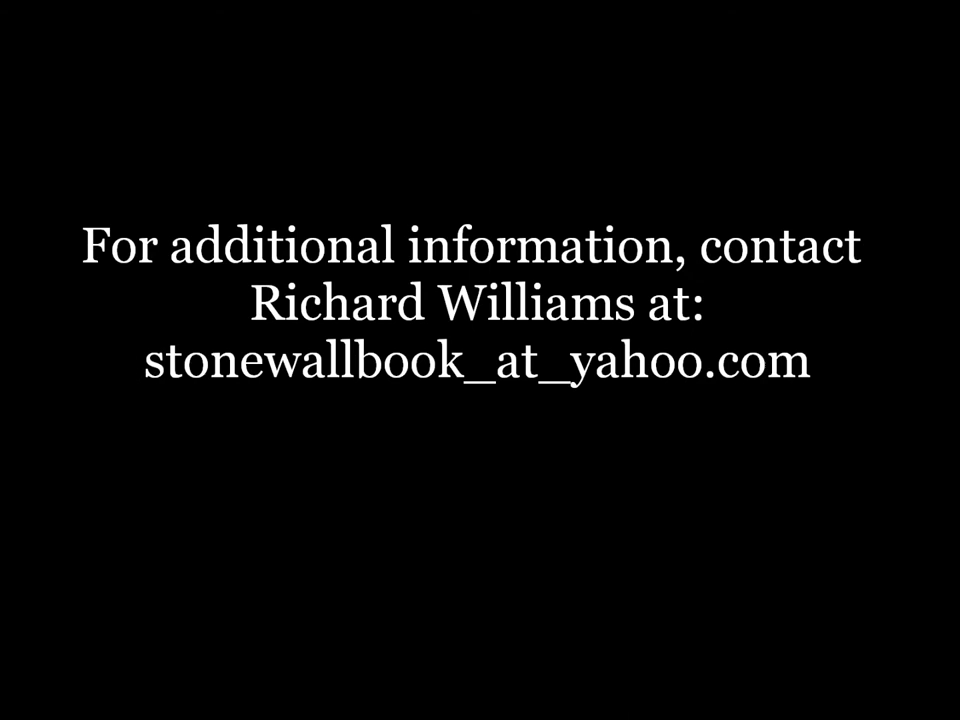 For additional information, contact
Richard Williams at:
stonewallbook_at_yahoo.com